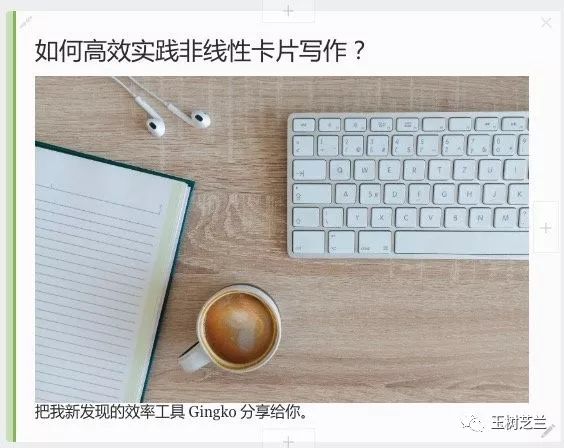 如何高效实践非线性卡片写作？
Q W E R T Y U I
A S D F G H J K
Z X C V B N M
把我新发现的效率工具 Gingko 分享给你。
玉树芝兰